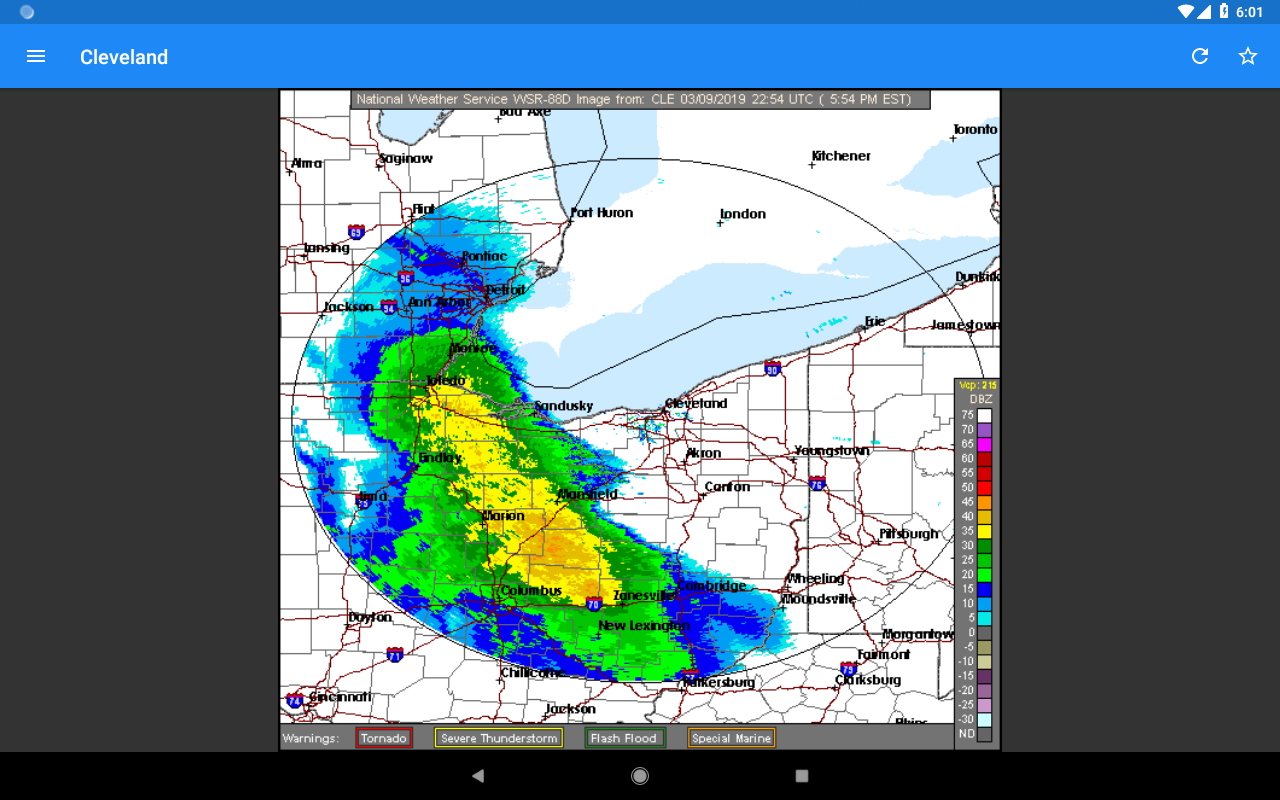 6:01
Cleveland
National Weather Service WSR-88D Image from: CLE 03/09/2019 22:54 UTC ( 5:54 PM EST)
Bad Axe
Toronto
Kitchener
Alma
Saginaw
Flint
Port Huron
London
69
Lansing
Pontiac
96
Dunkirk
Detroit
Jackson
94
Ann Arbor
Erie
Jamestown
Monroe
90
Toledo
Vcp: 215
DBZ
Sandusky
Cleveland
75
70
65
60
55
50
45
40
35
30
25
20
15
10
5
0
-5
-10
-15
-20
-25
-30
ND
Findlay
Akron
Youngstown
Lima
Mansfield
Canton
76
Marion
Pittsburgh
Columbus
Cambridge
Wheeling
70
Zanesville
Moundsville
Dayton
New Lexington
Morgantow
71
Fairmont
79
Chillicothe
77
Parkersburg
Clarksburg
74
Cincinnati
Jackson
Warnings:
Tornado
Severe Thunderstorm
Flash Flood
Special Marine